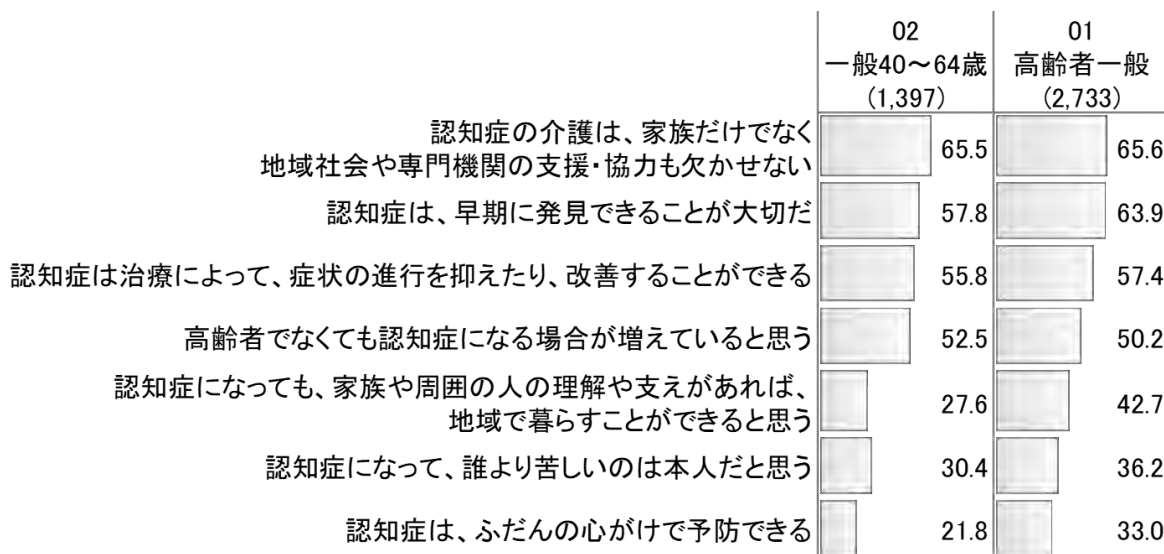 02 01
一般40～64歳 高齢者一般
(1,397) (2,733)
認知症の介護は、家族だけでなく
地域社会や専門機関の支援・協力も欠かせない 65.5 65.6
認知症は、早期に発見できることが大切だ 57.8 63.9
認知症は治療によって、症状の進行を抑えたり、改善することができる 55.8 57.4
高齢者でなくても認知症になる場合が増えていると思う 52.5 50.2
認知症になっても、家族や周囲の人の理解や支えがあれば、
地域で暮らすことができると思う 27.6 42.7
認知症になって、誰より苦しいのは本人だと思う 30.4 36.2
認知症は、ふだんの心がけで予防できる 21.8 33.0